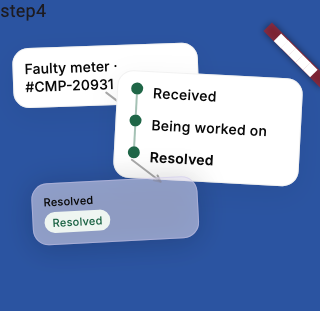 step4
Faulty meter ·
#CMP-20931
Received
Being worked on
Resolved
Resolved
Resolved